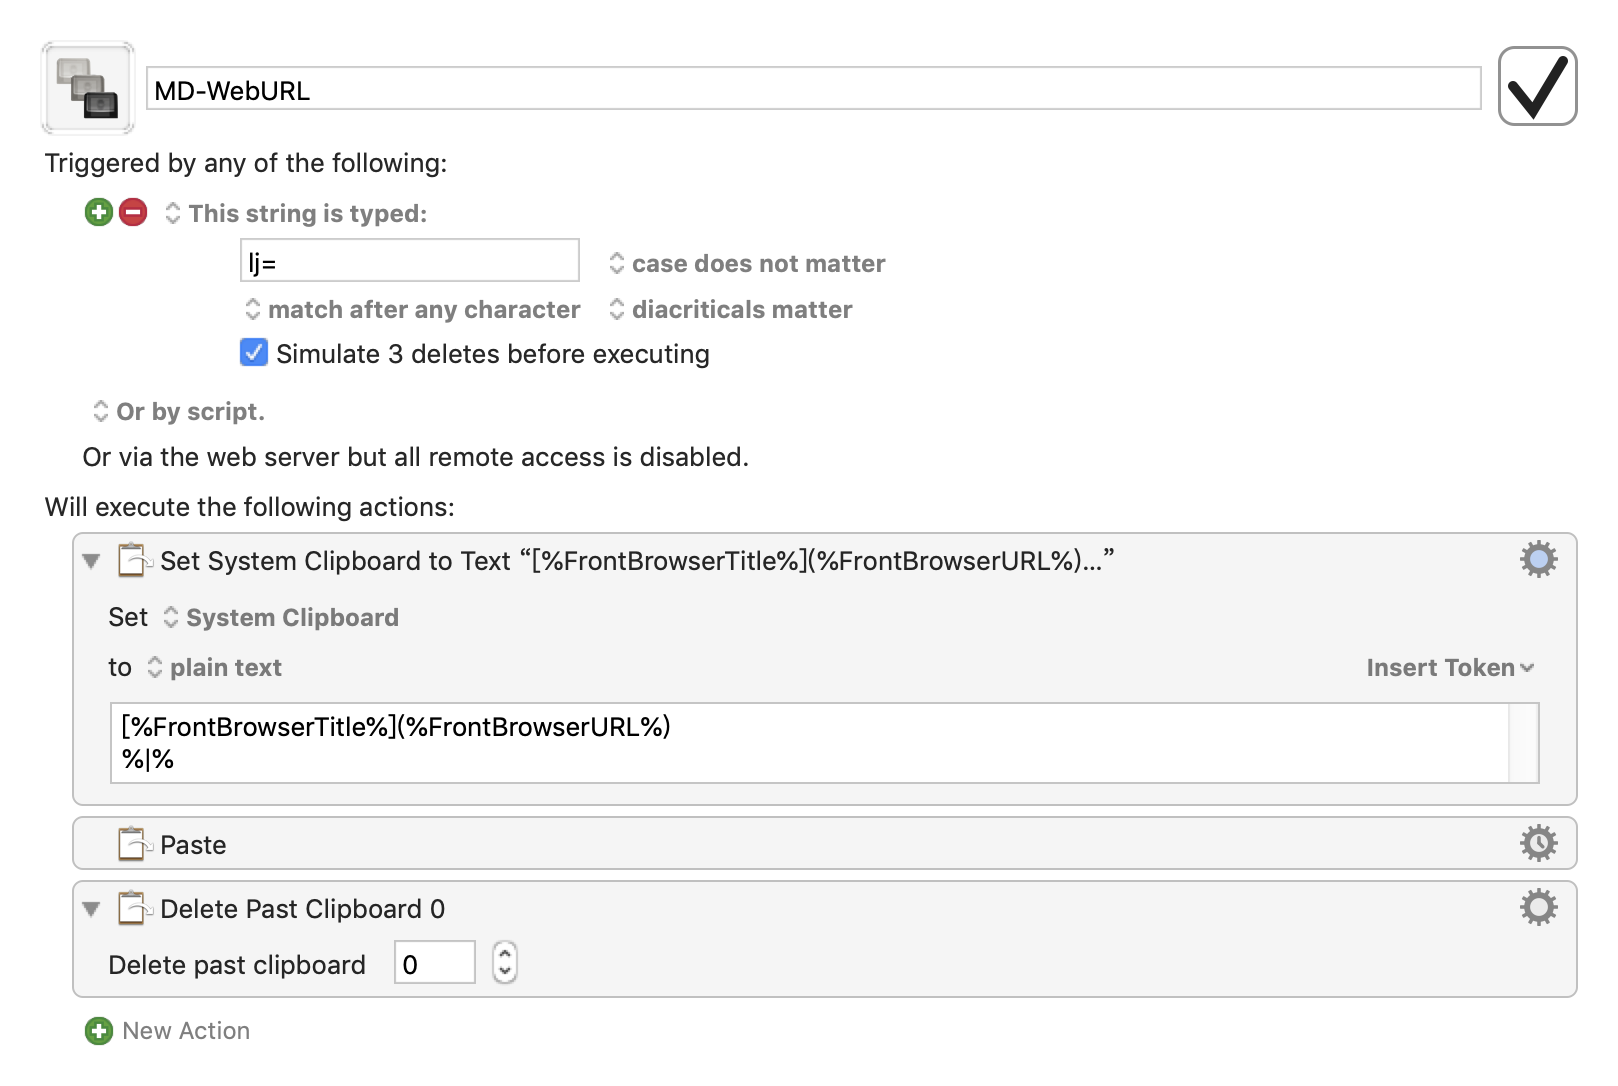 MD-WebURL
Triggered by any of the following:
This string is typed:
lj=
case does not matter
match after any character
diacriticals matter
Simulate 3 deletes before executing
Or by script.
Or via the web server but all remote access is disabled.
Will execute the following actions:
Set System Clipboard to Text “[%FrontBrowserTitle%](%FrontBrowserURL%)…”
Set System Clipboard
to plain text
Insert Token
[%FrontBrowserTitle%](%FrontBrowserURL%)
%|%
Paste
Delete Past Clipboard 0
Delete past clipboard 0
New Action